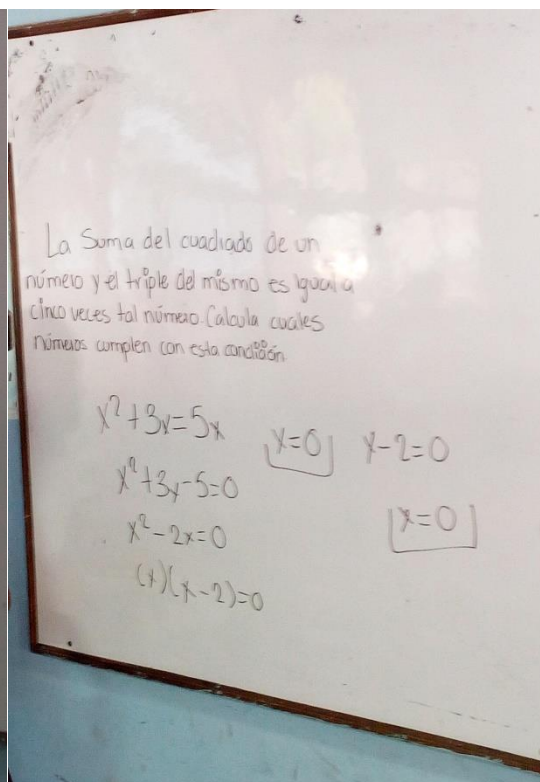 La Suma del cuadrado de un
número y el triple del mismo es igual a
cinco veces tal número. Calcula cuales
números cumplen con esta condición
x² + 3x = 5x
x² + 3x - 5 = 0
x² - 2x = 0
(x)(x - 2) = 0
x = 0
x - 2 = 0
x = 0